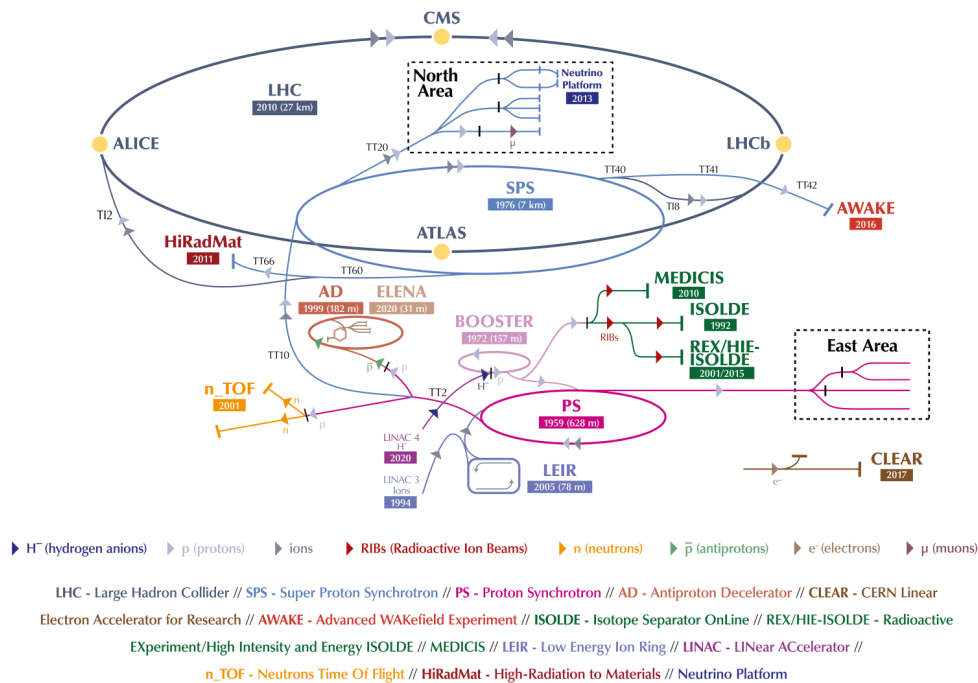 CMS
North
Area
Neutrino
Platform
2013
LHC
2010 (27 km)
ALICE
TT20
μ
LHCb
SPS
1976 (7 km)
TT40
TT41
TT42
TI8
TI2
AWAKE
2016
ATLAS
HiRadMat
2011
TT66
TT60
MEDICIS
2010
AD
1999 (182 m)
ELENA
2020 (31 m)
ISOLDE
1992
RIBs
BOOSTER
1972 (157 m)
REX/HIE-
ISOLDE
2001/2015
East Area
TT10
p̅
p
H⁻
p
TT2
n_TOF
2001
n
n
p
PS
1959 (628 m)
LINAC 4
H⁻
2020
LEIR
2005 (78 m)
LINAC 3
Ions
1994
CLEAR
2017
e-
H⁻ (hydrogen anions)
p (protons)
ions
RIBs (Radioactive Ion Beams)
n (neutrons)
p̅ (antiprotons)
e- (electrons)
μ (muons)
LHC - Large Hadron Collider // SPS - Super Proton Synchrotron // PS - Proton Synchrotron // AD - Antiproton Decelerator // CLEAR - CERN Linear
Electron Accelerator for Research // AWAKE - Advanced WAKefield Experiment // ISOLDE - Isotope Separator OnLine // REX/HIE-ISOLDE - Radioactive
EXperiment/High Intensity and Energy ISOLDE // MEDICIS // LEIR - Low Energy Ion Ring // LINAC - LINear ACcelerator //
n_TOF - Neutrons Time Of Flight // HiRadMat - High-Radiation to Materials // Neutrino Platform